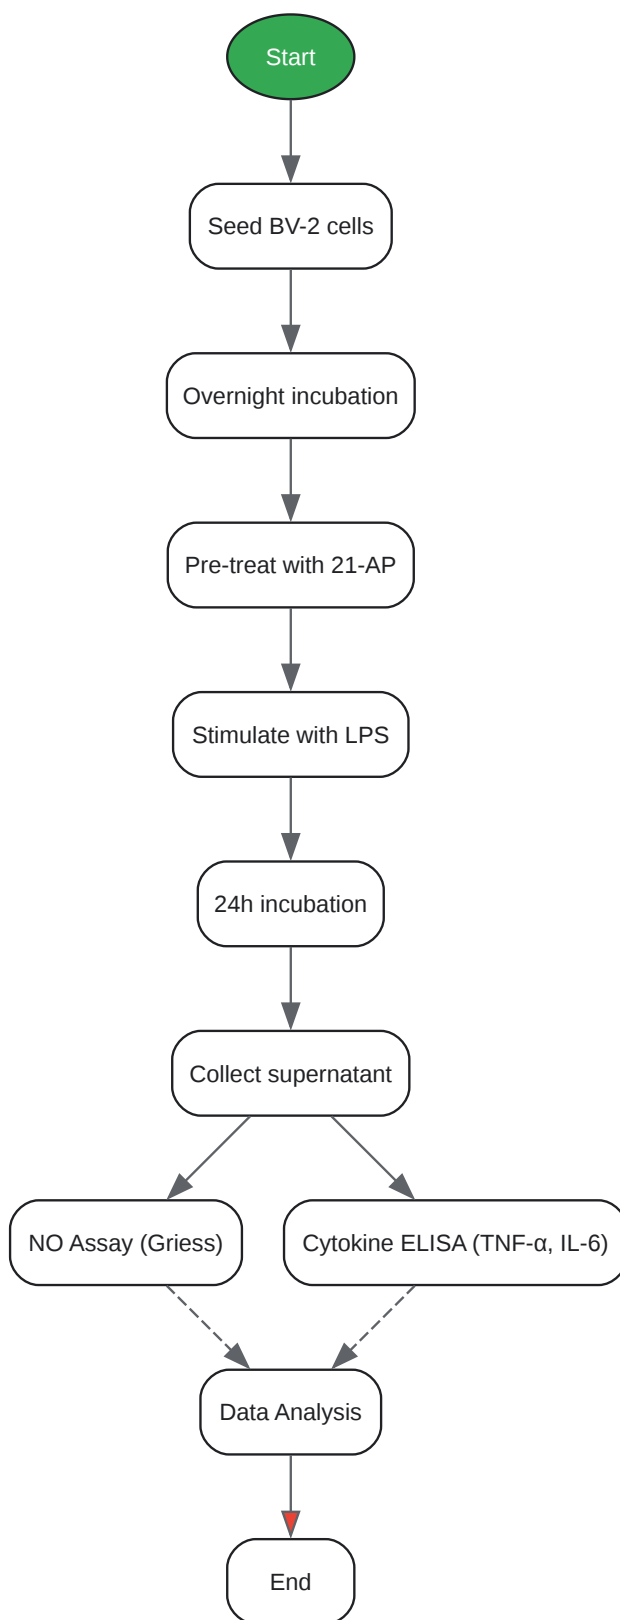 Start
Seed BV-2 cells
Overnight incubation
Pre-treat with 21-AP
Stimulate with LPS
24h incubation
Collect supernatant
NO Assay (Griess)
Cytokine ELISA (TNF-α, IL-6)
Data Analysis
End